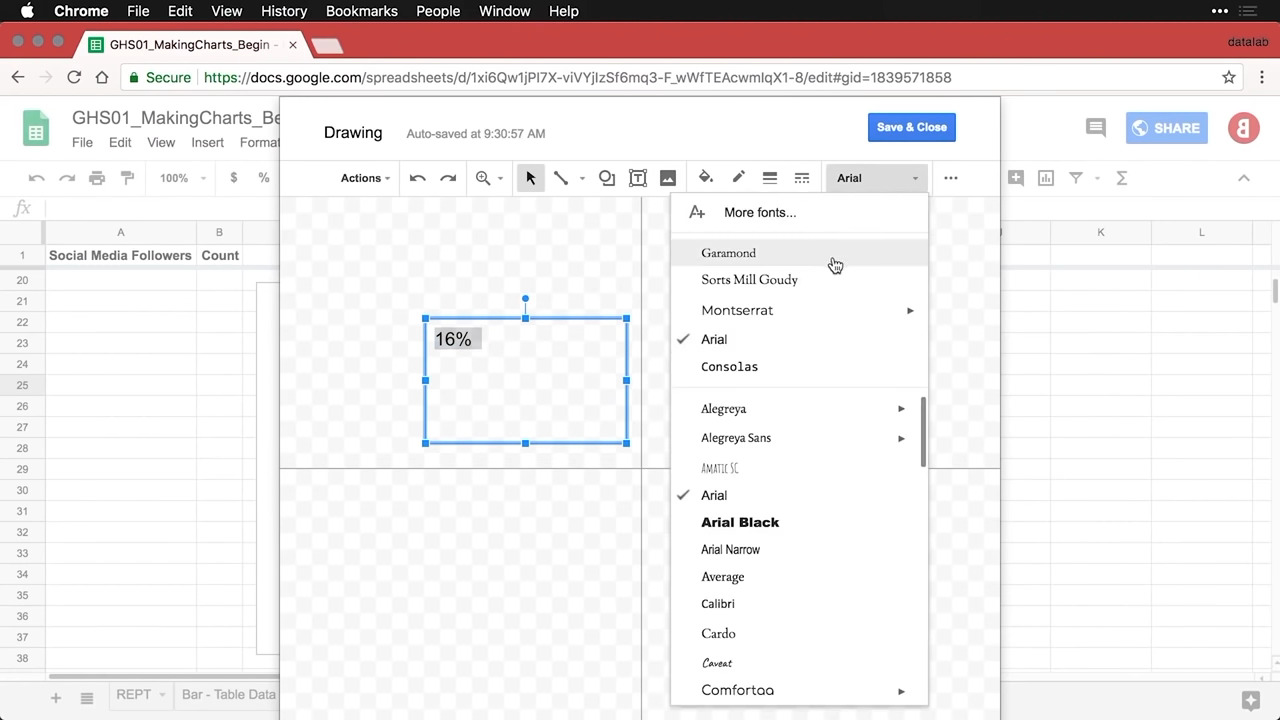 Chrome File Edit View History Bookmarks People Window Help
GHS01_MakingCharts_Begin -
datalab
Secure https://docs.google.com/spreadsheets/d/1xi6Qw1jPl7X-viVYjIzSf6mq3-F_wWfTEAcwmIqX1-8/edit#gid=1839571858
GHS01_MakingCharts_Be
File Edit View Insert Format
SHARE
Drawing Auto-saved at 9:30:57 AM
Save & Close
100% $ %
Actions
Arial
fx
A B K L
1 Social Media Followers Count
20
21
22
23
24
25
26
27
28
29
30
31
32
33
34
35
36
37
38
16%
More fonts...
Garamond
Sorts Mill Goudy
Montserrat
Arial
Consolas
Alegreya
Alegreya Sans
Amatic SC
Arial
Arial Black
Arial Narrow
Average
Calibri
Cardo
Caveat
Comfortaa
REPT Bar - Table Data